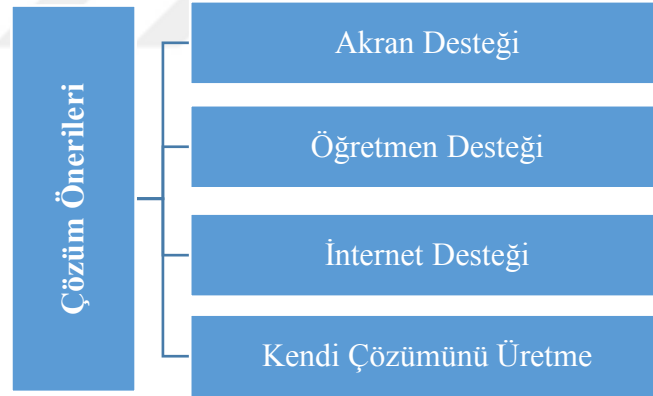 Çözüm Önerileri
Akran Desteği
Öğretmen Desteği
İnternet Desteği
Kendi Çözümünü Üretme